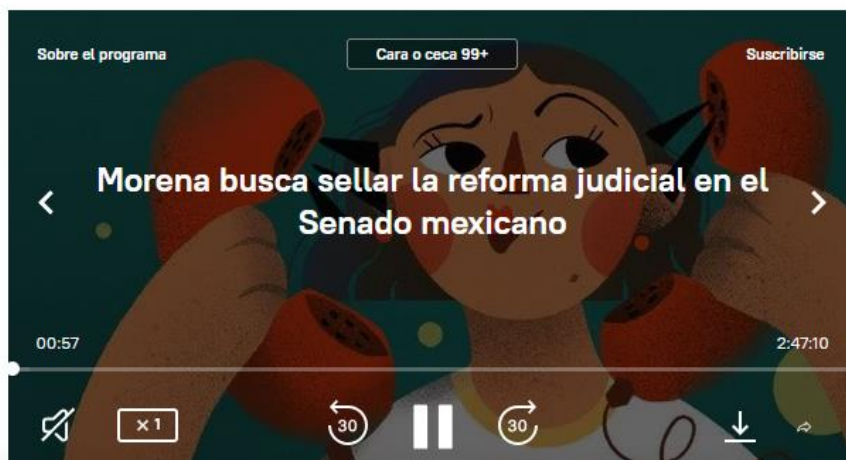 Sobre el programa
Cara o ceca 99+
Suscribirse
Morena busca sellar la reforma judicial en el
Senado mexicano
00:57
2:47:10
×1
30
30